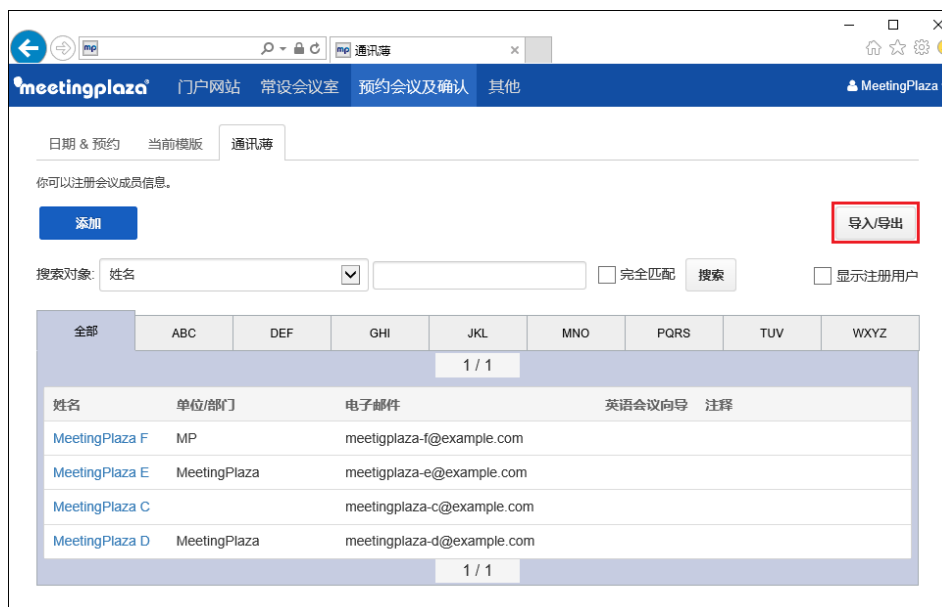 mp mp 通讯薄
meetingplaza 门户网站 常设会议室 预约会议及确认 其他 MeetingPlaza
日期 & 预约 当前模版 通讯薄
你可以注册会议成员信息。
添加 导入/导出
搜索对象: 姓名 完全匹配 搜索 显示注册用户
全部 ABC DEF GHI JKL MNO PQRS TUV WXYZ
1 / 1
姓名 单位/部门 电子邮件 英语会议向导 注释
MeetingPlaza F MP meetigplaza-f@example.com
MeetingPlaza E MeetingPlaza meetigplaza-e@example.com
MeetingPlaza C meetingplaza-c@example.com
MeetingPlaza D MeetingPlaza meetingplaza-d@example.com
1 / 1